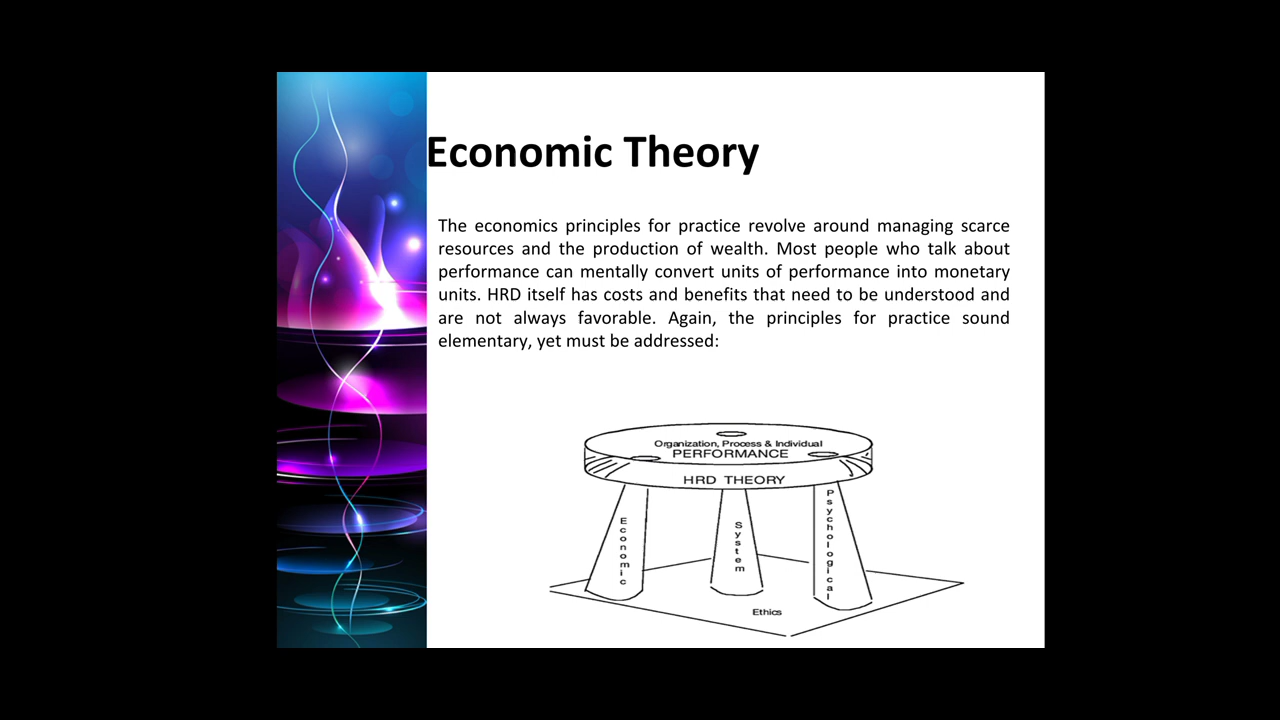 Economic Theory
The economics principles for practice revolve around managing scarce
resources and the production of wealth. Most people who talk about
performance can mentally convert units of performance into monetary
units. HRD itself has costs and benefits that need to be understood and
are not always favorable. Again, the principles for practice sound
elementary, yet must be addressed:
Organization, Process & Individual
PERFORMANCE
HRD THEORY
Economic
System
Psychological
Ethics